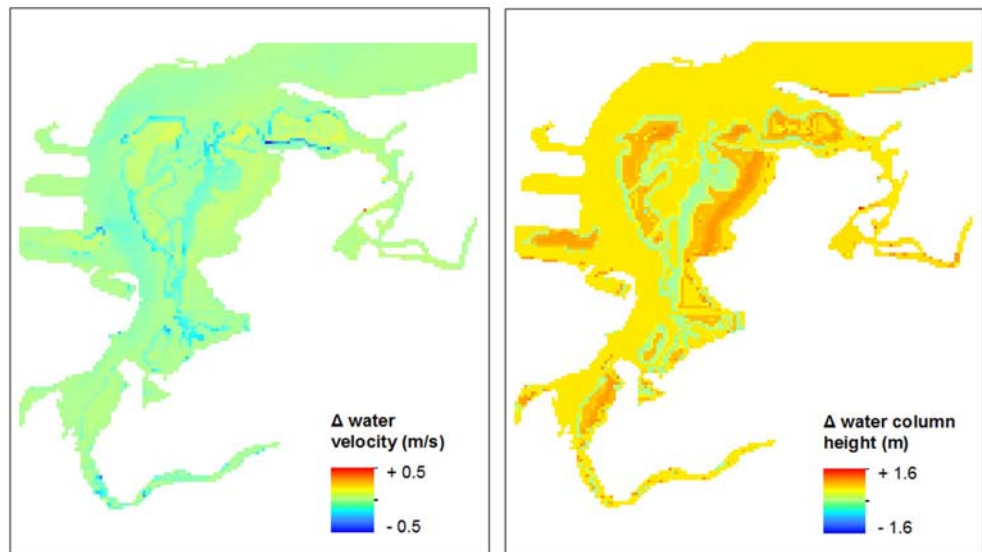 Δ water
velocity (m/s)
+ 0.5
- 0.5
Δ water column
height (m)
+ 1.6
- 1.6